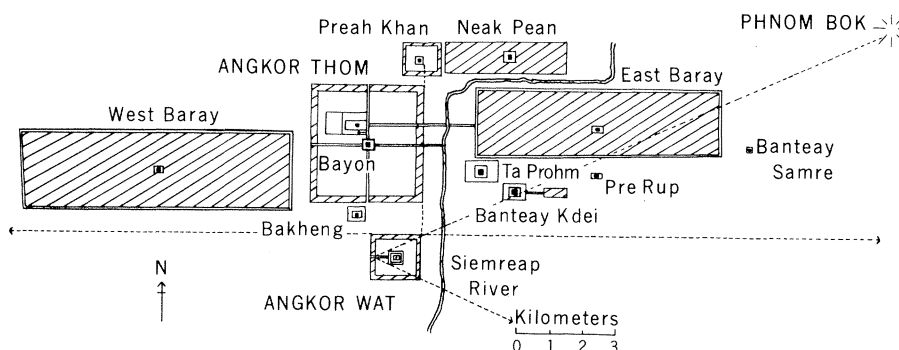 Preah Khan
Neak Pean
PHNOM BOK
ANGKOR THOM
East Baray
West Baray
Bayon
Ta Prohm
Banteay
Samre
Pre Rup
Banteay Kdei
Bakheng
N
Siemreap
River
ANGKOR WAT
Kilometers
0 1 2 3